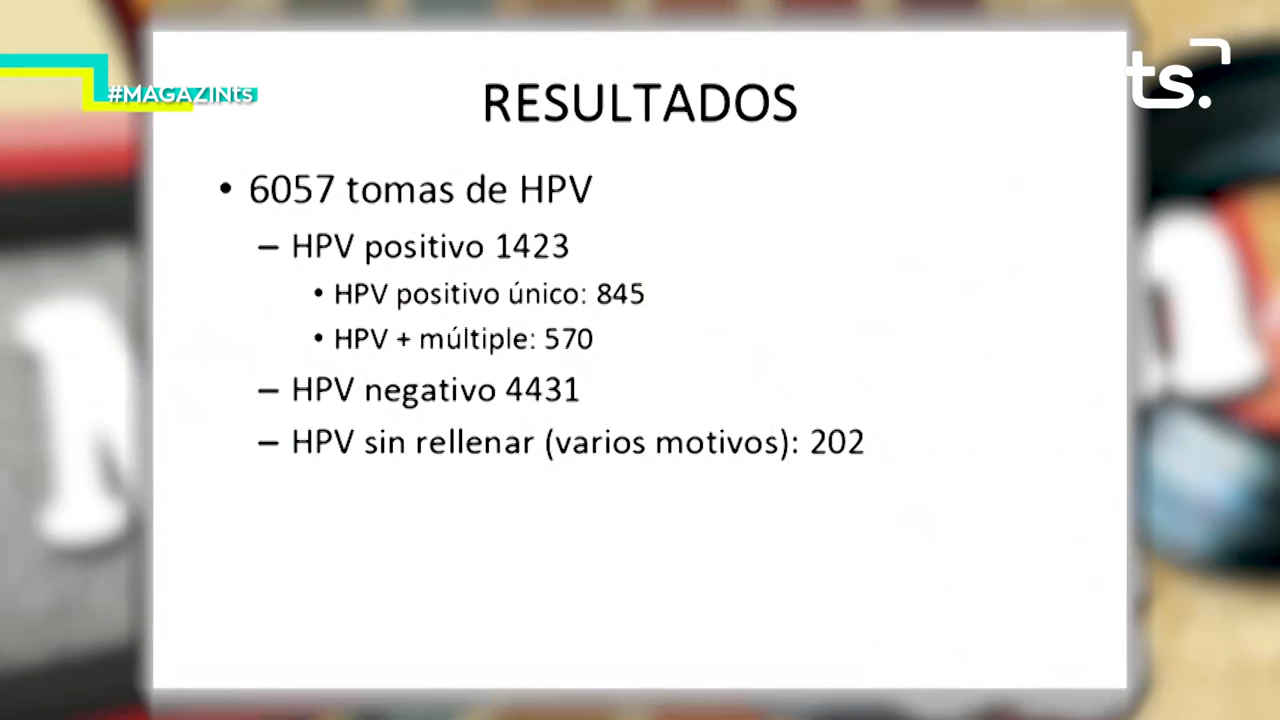 #MAGAZINts
ts.
RESULTADOS
• 6057 tomas de HPV
– HPV positivo 1423
• HPV positivo único: 845
• HPV + múltiple: 570
– HPV negativo 4431
– HPV sin rellenar (varios motivos): 202